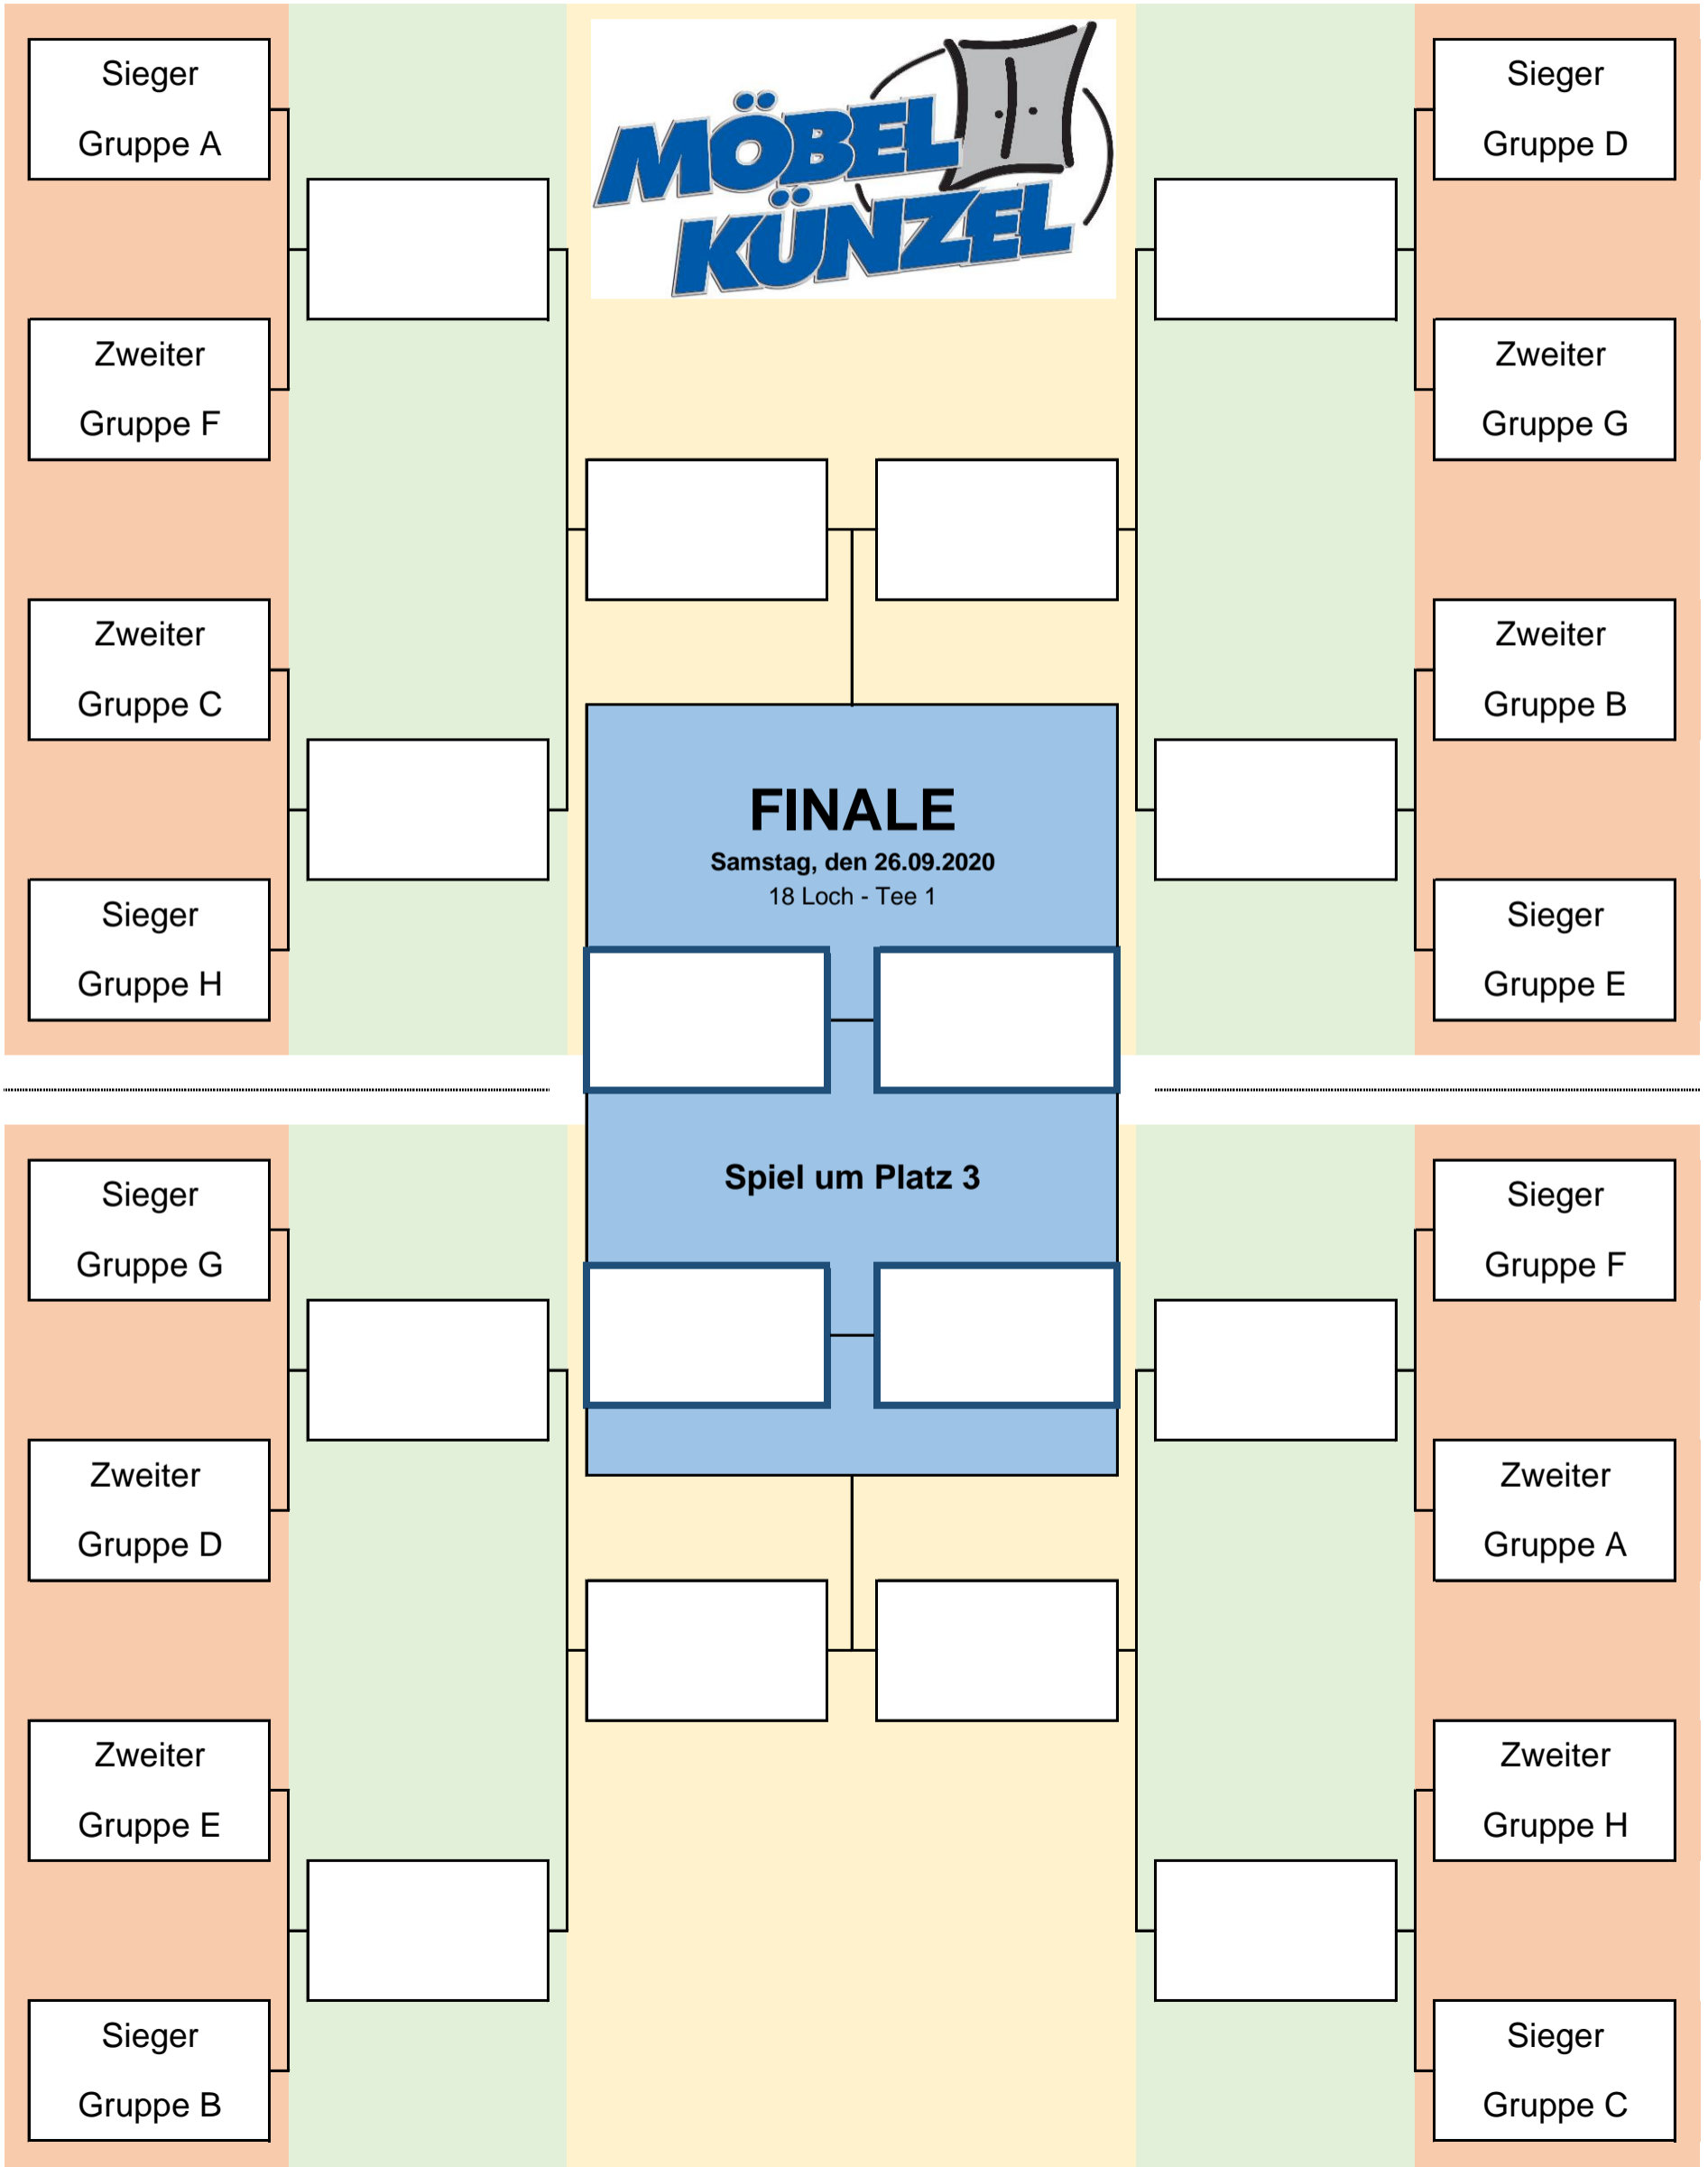 MÖBEL
KÜNZEL
Sieger
Gruppe A
Zweiter
Gruppe F
Zweiter
Gruppe C
Sieger
Gruppe H
Sieger
Gruppe D
Zweiter
Gruppe G
Zweiter
Gruppe B
Sieger
Gruppe E
FINALE
Samstag, den 26.09.2020
18 Loch - Tee 1
Spiel um Platz 3
Sieger
Gruppe G
Zweiter
Gruppe D
Zweiter
Gruppe E
Sieger
Gruppe B
Sieger
Gruppe F
Zweiter
Gruppe A
Zweiter
Gruppe H
Sieger
Gruppe C